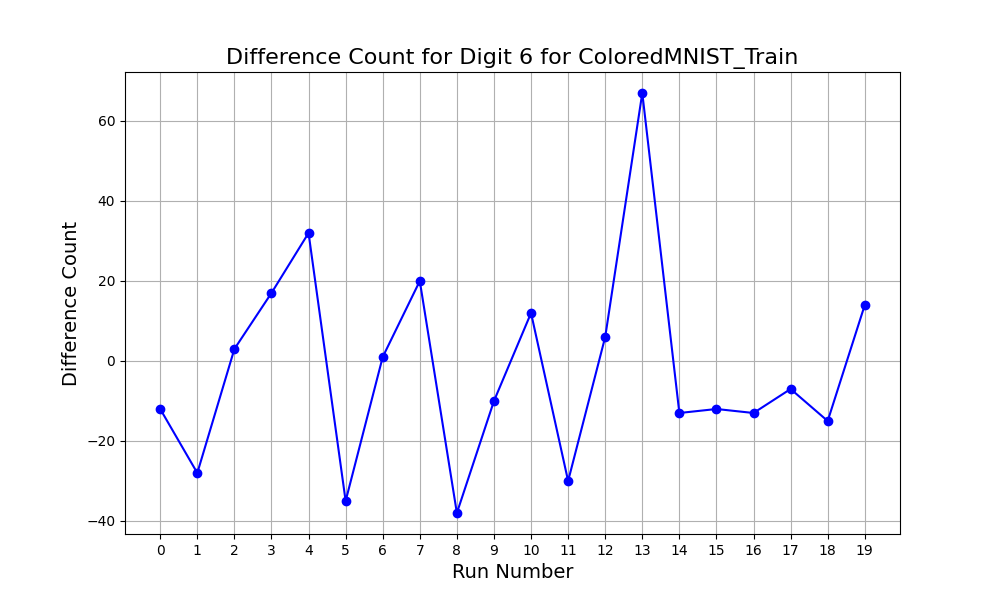 Difference Count for Digit 6 for ColoredMNIST_Train
Difference Count
60
40
20
0
−20
−40
0 1 2 3 4 5 6 7 8 9 10 11 12 13 14 15 16 17 18 19
Run Number